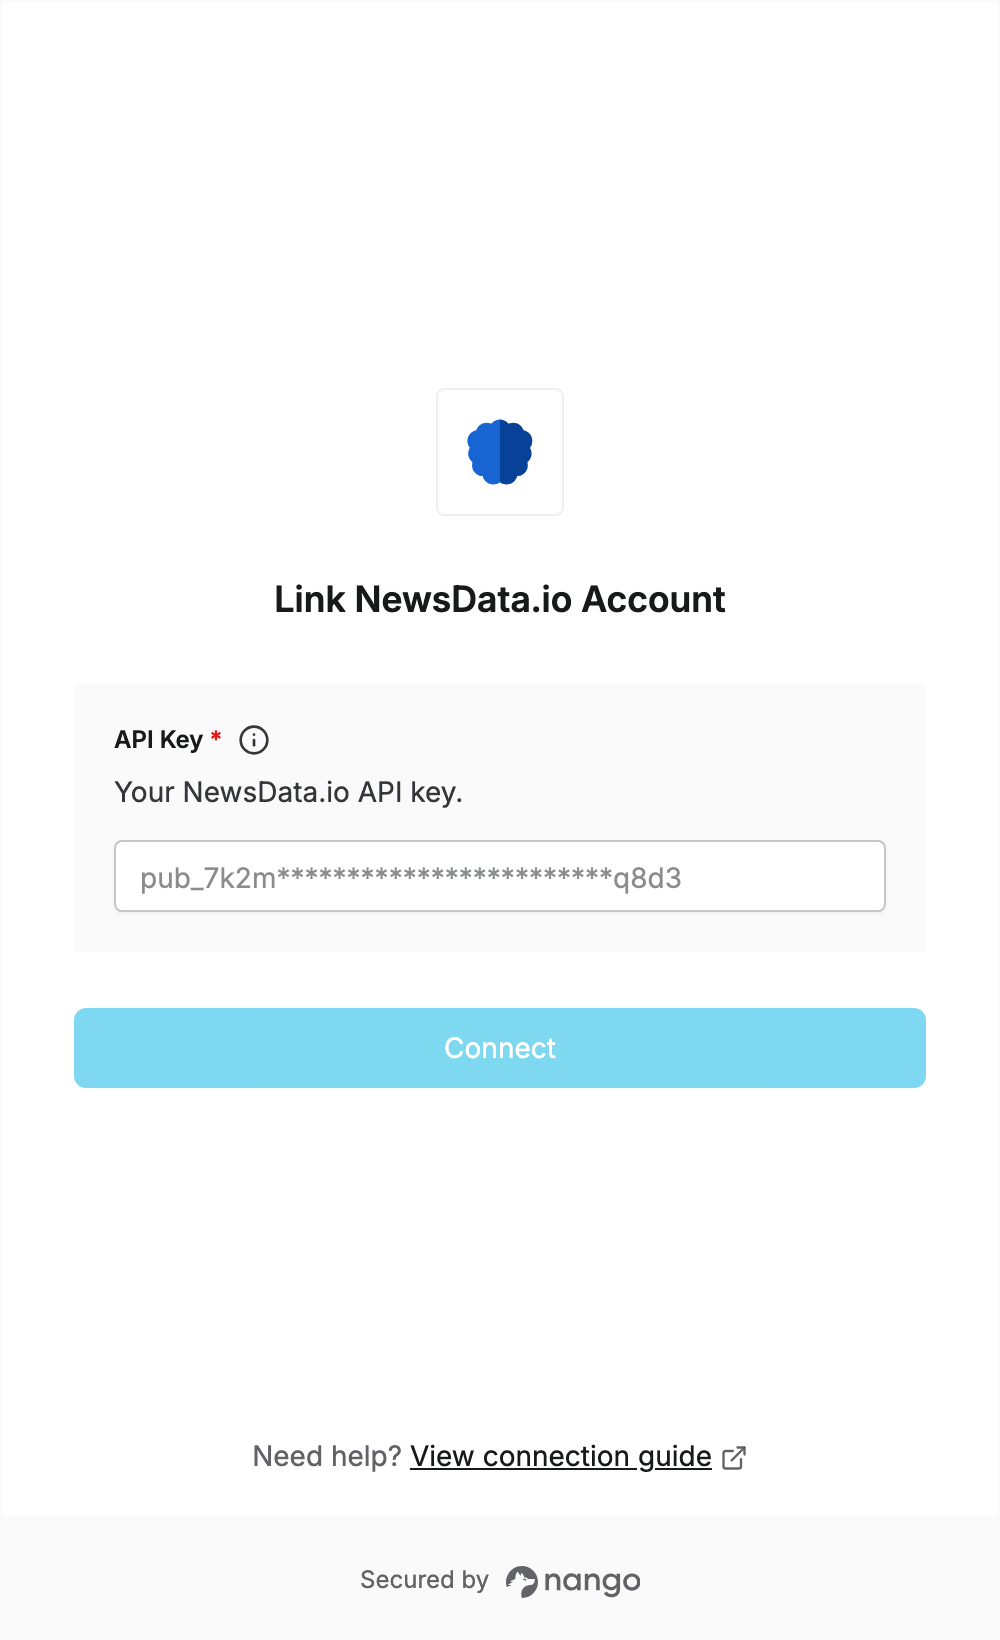 Link NewsData.io Account
API Key *
Your NewsData.io API key.
pub_7k2m************************q8d3
Connect
Need help? View connection guide
Secured by nango